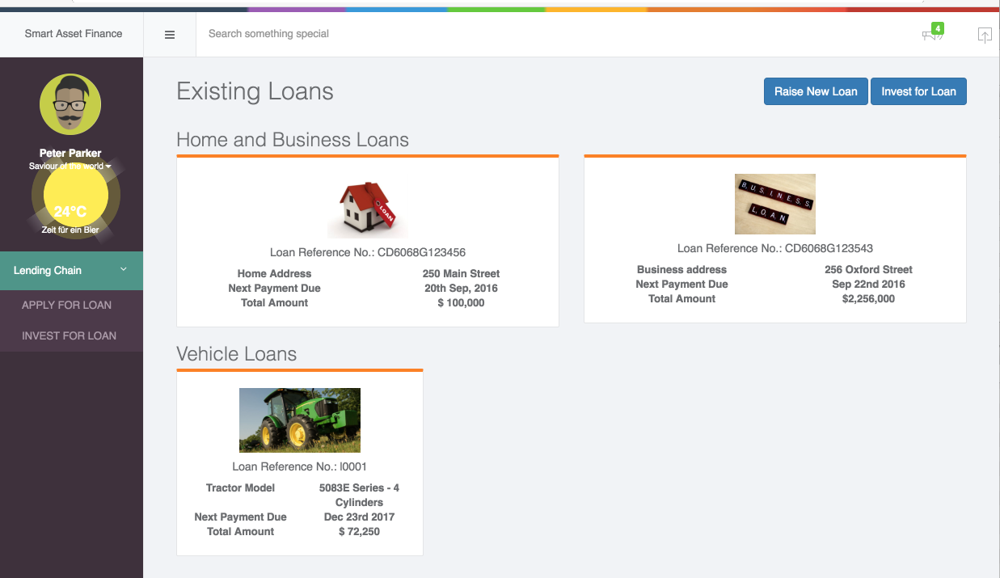 Smart Asset Finance
Search something special
4
Peter Parker
Saviour of the world
24°C
Zeit für ein Bier
Lending Chain
APPLY FOR LOAN
INVEST FOR LOAN
Existing Loans
Raise New Loan
Invest for Loan
Home and Business Loans
LOAN
Loan Reference No.: CD6068G123456
Home Address 250 Main Street
Next Payment Due 20th Sep, 2016
Total Amount $ 100,000
BUSINESS
LOAN
Loan Reference No.: CD6068G123543
Business address 256 Oxford Street
Next Payment Due Sep 22nd 2016
Total Amount $2,256,000
Vehicle Loans
Loan Reference No.: l0001
Tractor Model 5083E Series - 4
Cylinders
Next Payment Due Dec 23rd 2017
Total Amount $ 72,250